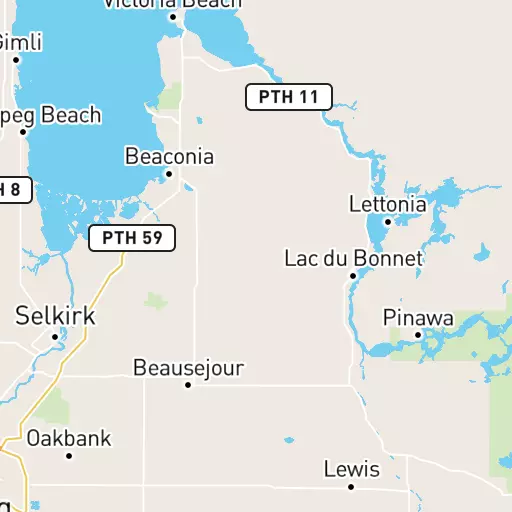 Victoria Beach
Gimli
PTH 11
peg Beach
Beaconia
H 8
Lettonia
PTH 59
Lac du Bonnet
Selkirk
Pinawa
Beausejour
Oakbank
Lewis
g